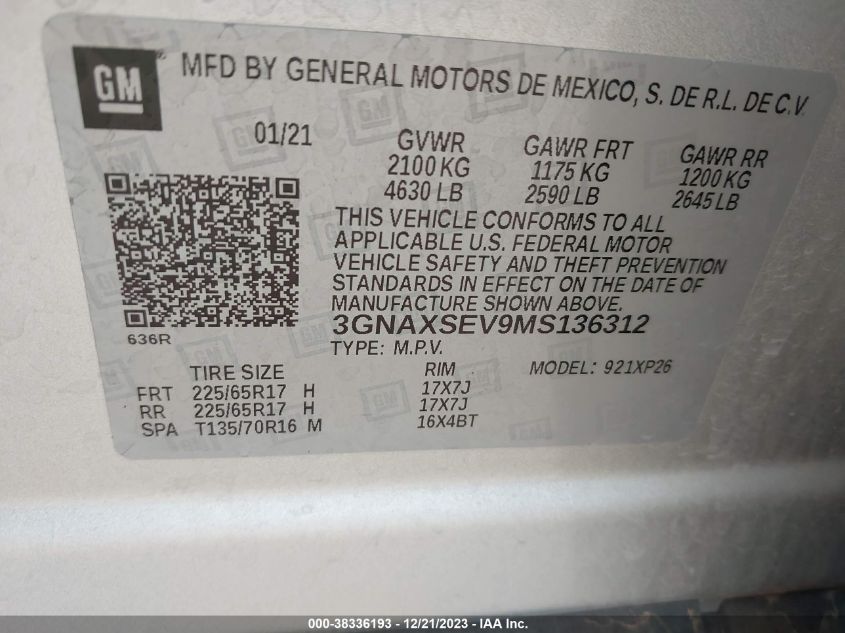 GM
MFD BY GENERAL MOTORS DE MEXICO, S. DE R.L. DE C.V.
01/21
GVWR
2100 KG
4630 LB
GAWR FRT
1175 KG
2590 LB
GAWR RR
1200 KG
2645 LB
THIS VEHICLE CONFORMS TO ALL
APPLICABLE U.S. FEDERAL MOTOR
VEHICLE SAFETY AND THEFT PREVENTION
STANDARDS IN EFFECT ON THE DATE OF
MANUFACTURE SHOWN ABOVE.
3GNAXSEV9MS136312
TYPE: M.P.V.
MODEL: 921XP26
636R
TIRE SIZE RIM
FRT 225/65R17 H 17X7J
RR 225/65R17 H 17X7J
SPA T135/70R16 M 16X4BT
000-38336193 - 12/21/2023 - IAA Inc.